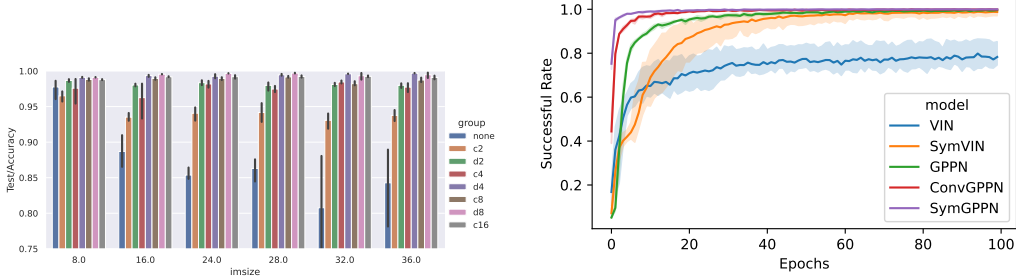 1.00
0.95
0.90
0.85
0.80
0.75
Test/Accuracy
8.0 16.0 24.0 28.0 32.0 36.0
imsize
group
none
c2
d2
c4
d4
c8
d8
c16
1.0
0.8
0.6
0.4
0.2
Successful Rate
0 20 40 60 80 100
Epochs
model
VIN
SymVIN
GPPN
ConvGPPN
SymGPPN